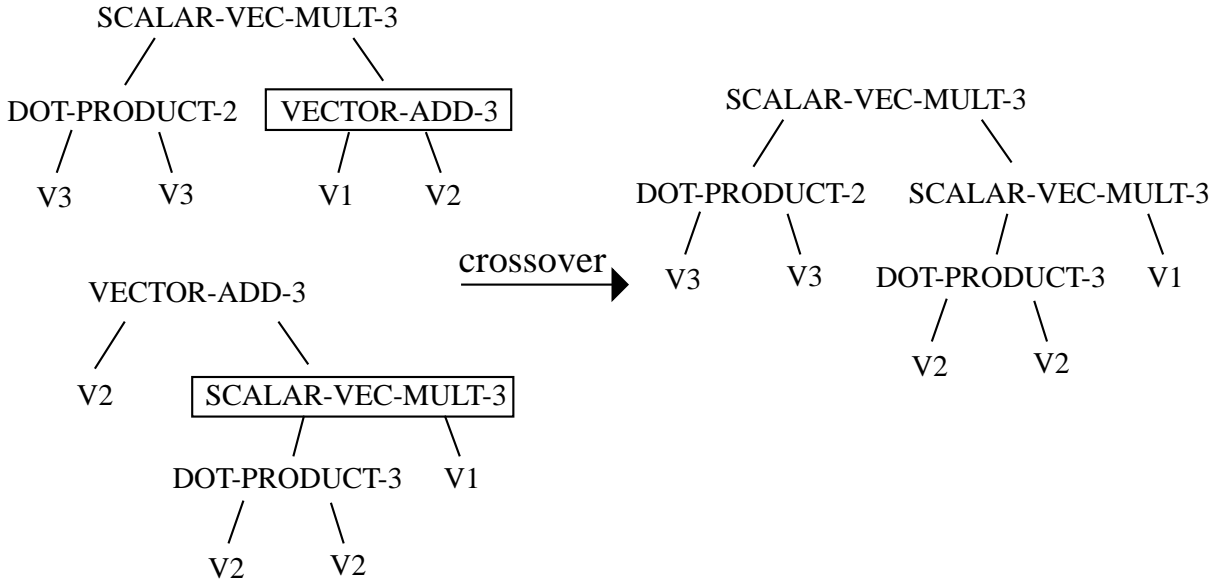 SCALAR-VEC-MULT-3
DOT-PRODUCT-2 VECTOR-ADD-3
V3 V3 V1 V2
VECTOR-ADD-3
V2 SCALAR-VEC-MULT-3
DOT-PRODUCT-3 V1
V2 V2
crossover
SCALAR-VEC-MULT-3
DOT-PRODUCT-2 SCALAR-VEC-MULT-3
V3 V3 DOT-PRODUCT-3 V1
V2 V2